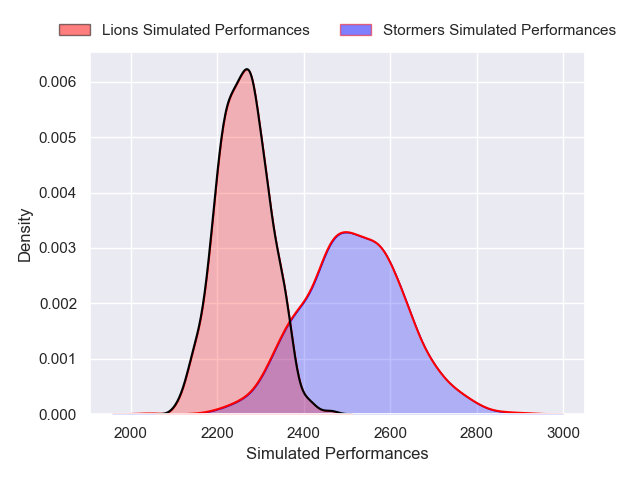 Lions Simulated Performances Stormers Simulated Performances
0.006
0.005
0.004
0.003
0.002
0.001
0.000
Density
2000 2200 2400 2600 2800 3000
Simulated Performances